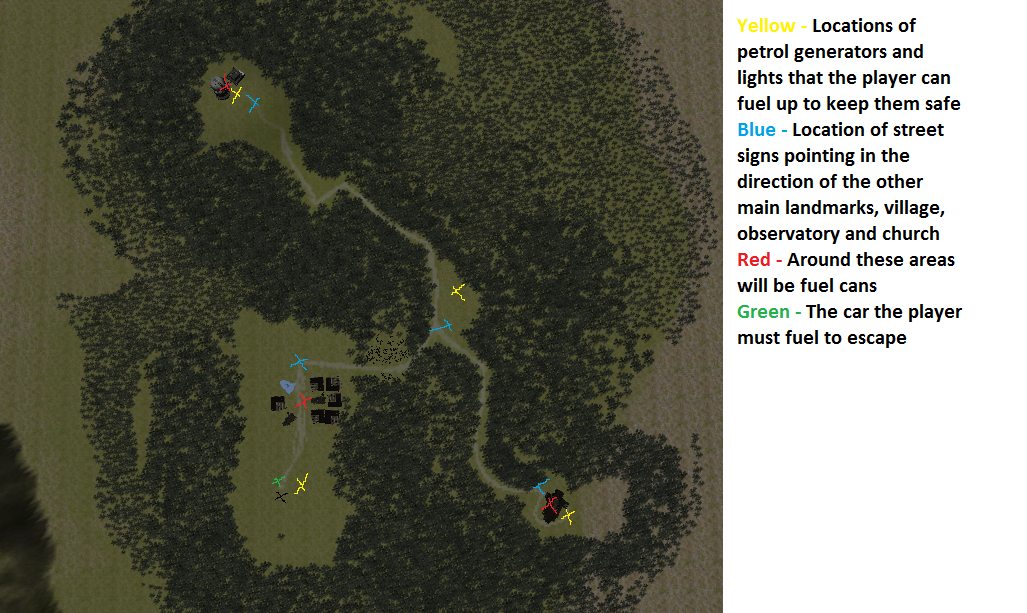 Yellow - Locations of
petrol generators and
lights that the player can
fuel up to keep them safe
Blue - Location of street
signs pointing in the
direction of the other
main landmarks, village,
observatory and church
Red - Around these areas
will be fuel cans
Green - The car the player
must fuel to escape